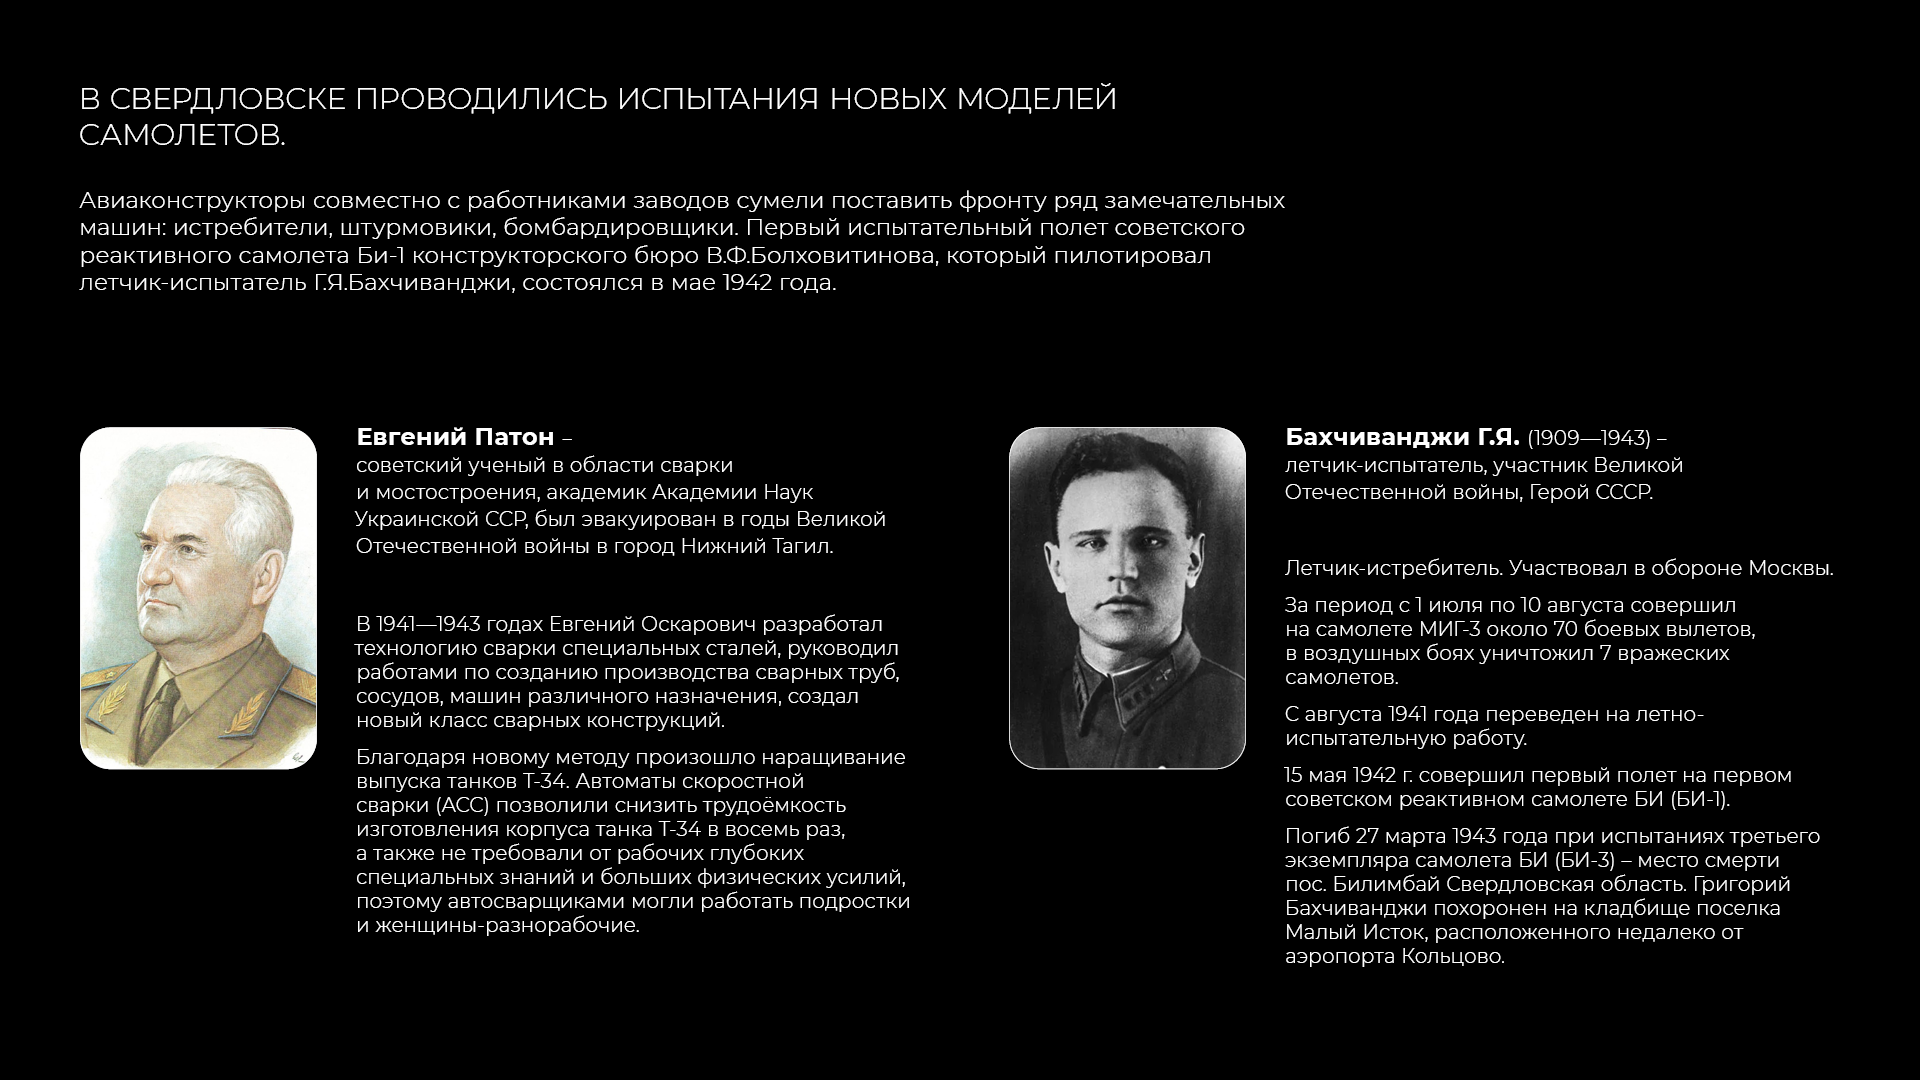 В СВЕРДЛОВСКЕ ПРОВОДИЛИСЬ ИСПЫТАНИЯ НОВЫХ МОДЕЛЕЙ
САМОЛЕТОВ.
Авиаконструкторы совместно с работниками заводов сумели поставить фронту ряд замечательных
машин: истребители, штурмовики, бомбардировщики. Первый испытательный полет советского
реактивного самолета Би-1 конструкторского бюро В.Ф.Болховитинова, который пилотировал
летчик-испытатель Г.Я.Бахчиванджи, состоялся в мае 1942 года.
Евгений Патон –
советский ученый в области сварки
и мостостроения, академик Академии Наук
Украинской ССР, был эвакуирован в годы Великой
Отечественной войны в город Нижний Тагил.
В 1941—1943 годах Евгений Оскарович разработал
технологию сварки специальных сталей, руководил
работами по созданию производства сварных труб,
сосудов, машин различного назначения, создал
новый класс сварных конструкций.
Благодаря новому методу произошло наращивание
выпуска танков Т-34. Автоматы скоростной
сварки (АСС) позволили снизить трудоёмкость
изготовления корпуса танка Т-34 в восемь раз,
а также не требовали от рабочих глубоких
специальных знаний и больших физических усилий,
поэтому автосварщиками могли работать подростки
и женщины-разнорабочие.
Бахчиванджи Г.Я. (1909—1943) –
летчик-испытатель, участник Великой
Отечественной войны, Герой СССР.
Летчик-истребитель. Участвовал в обороне Москвы.
За период с 1 июля по 10 августа совершил
на самолете МИГ-3 около 70 боевых вылетов,
в воздушных боях уничтожил 7 вражеских
самолетов.
С августа 1941 года переведен на летно-
испытательную работу.
15 мая 1942 г. совершил первый полет на первом
советском реактивном самолете БИ (БИ-1).
Погиб 27 марта 1943 года при испытаниях третьего
экземпляра самолета БИ (БИ-3) – место смерти
пос. Билимбай Свердловская область. Григорий
Бахчиванджи похоронен на кладбище поселка
Малый Исток, расположенного недалеко от
аэропорта Кольцово.